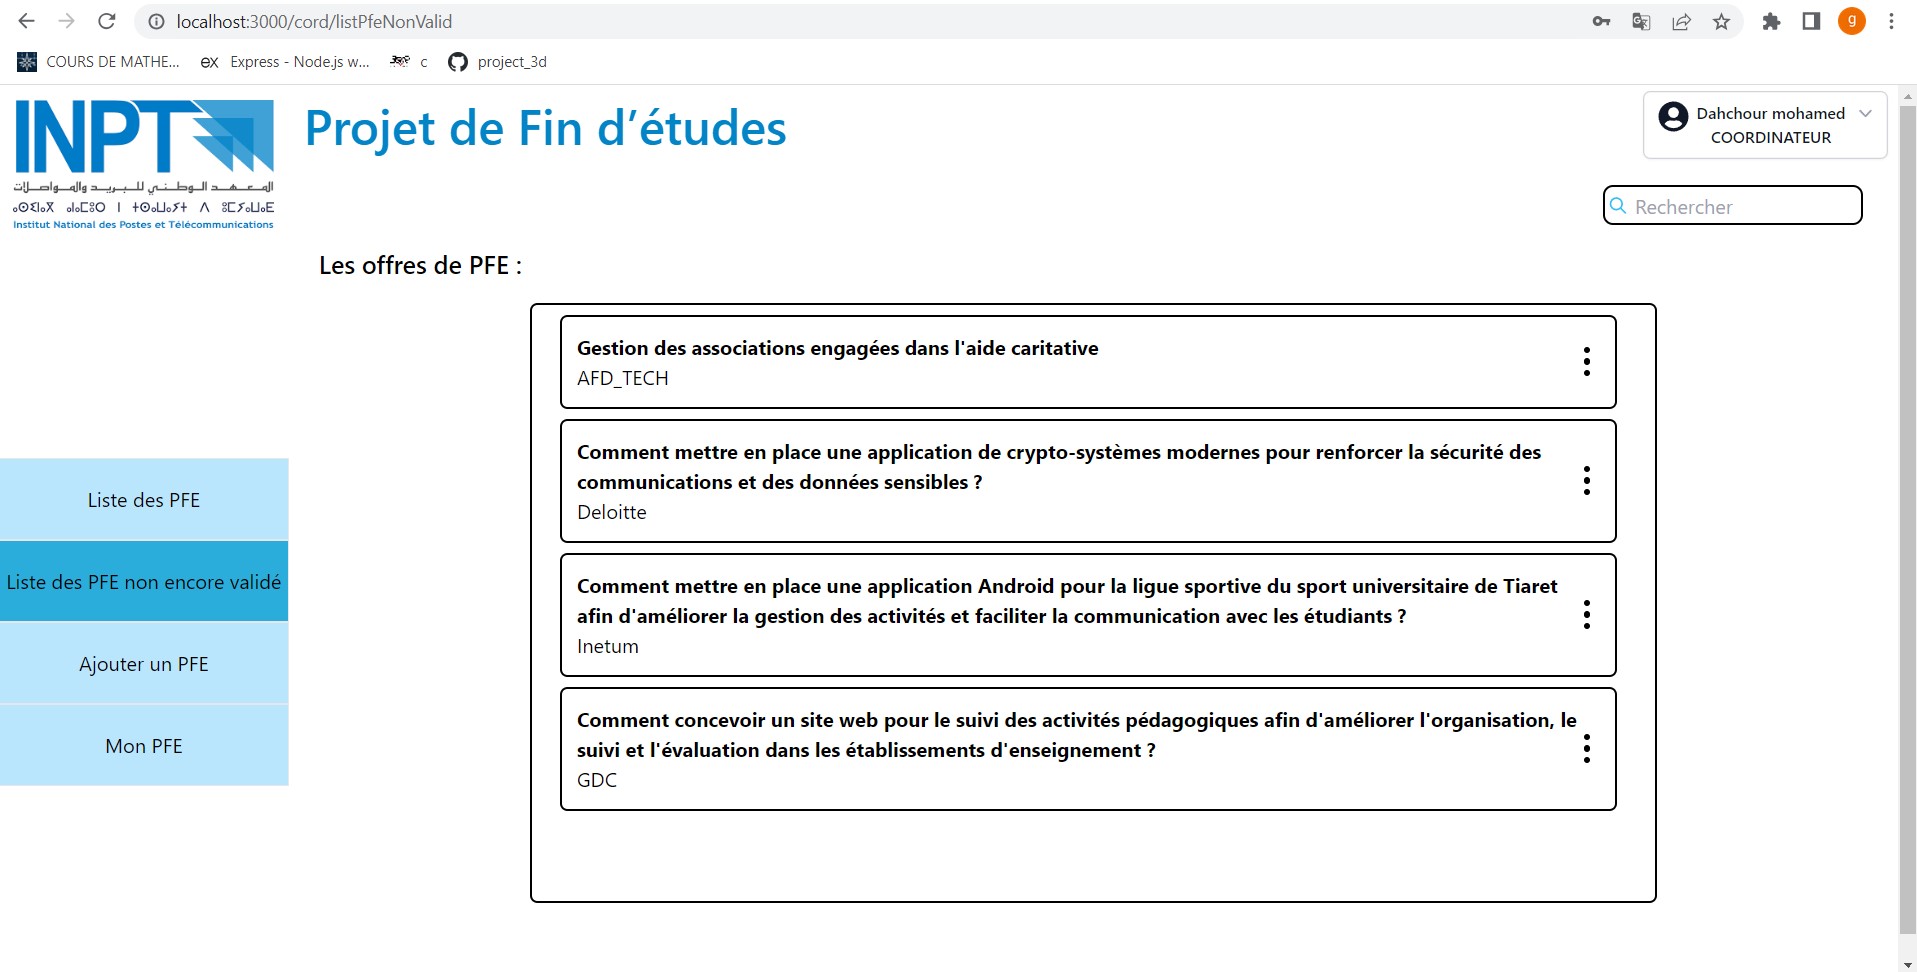 localhost:3000/cord/listPfeNonValid
g
COURS DE MATHE...
ex Express - Node.js w...
c
project_3d
INPT
Projet de Fin d’études
Dahchour mohamed
COORDINATEUR
المعهد الوطني للبريد والمواصلات
Institut National des Postes et Télécommunications
Rechercher
Les offres de PFE :
Gestion des associations engagées dans l'aide caritative
AFD_TECH
Comment mettre en place une application de crypto-systèmes modernes pour renforcer la sécurité des
communications et des données sensibles ?
Deloitte
Comment mettre en place une application Android pour la ligue sportive du sport universitaire de Tiaret
afin d'améliorer la gestion des activités et faciliter la communication avec les étudiants ?
Inetum
Comment concevoir un site web pour le suivi des activités pédagogiques afin d'améliorer l'organisation, le
suivi et l'évaluation dans les établissements d'enseignement ?
GDC
Liste des PFE
Liste des PFE non encore validé
Ajouter un PFE
Mon PFE